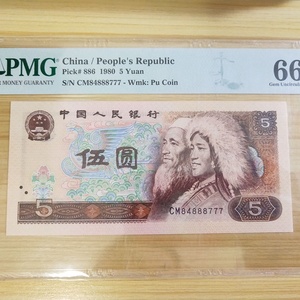 PMG
MONEY GUARANTY
China / People's Republic
Pick# 886 1980 5 Yuan
S/N CM84888777 - Wmk: Pu Coin
66
Gem Uncirculated
中国人民银行
5
伍圆
CM84888777
5
5